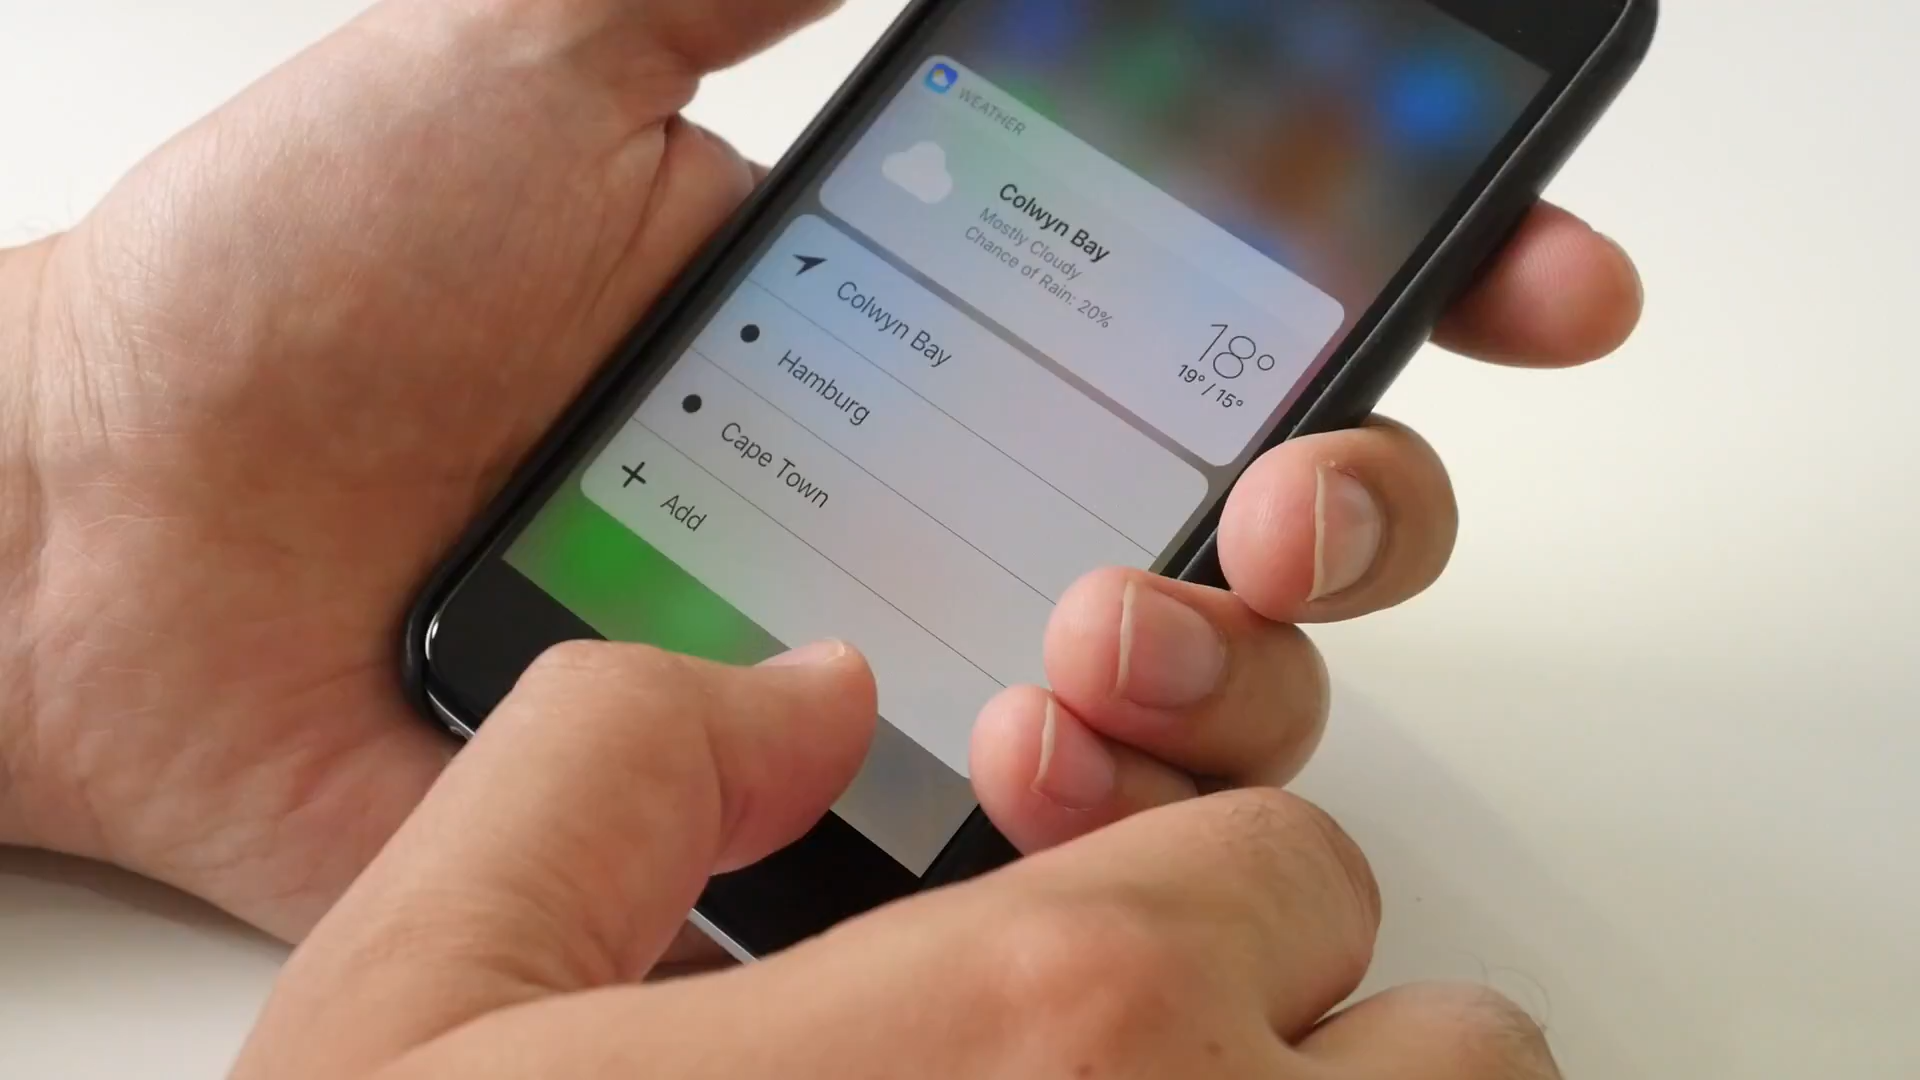 WEATHER
Colwyn Bay
Mostly Cloudy
Chance of Rain: 20%
18°
19° / 15°
Colwyn Bay
Hamburg
Cape Town
Add